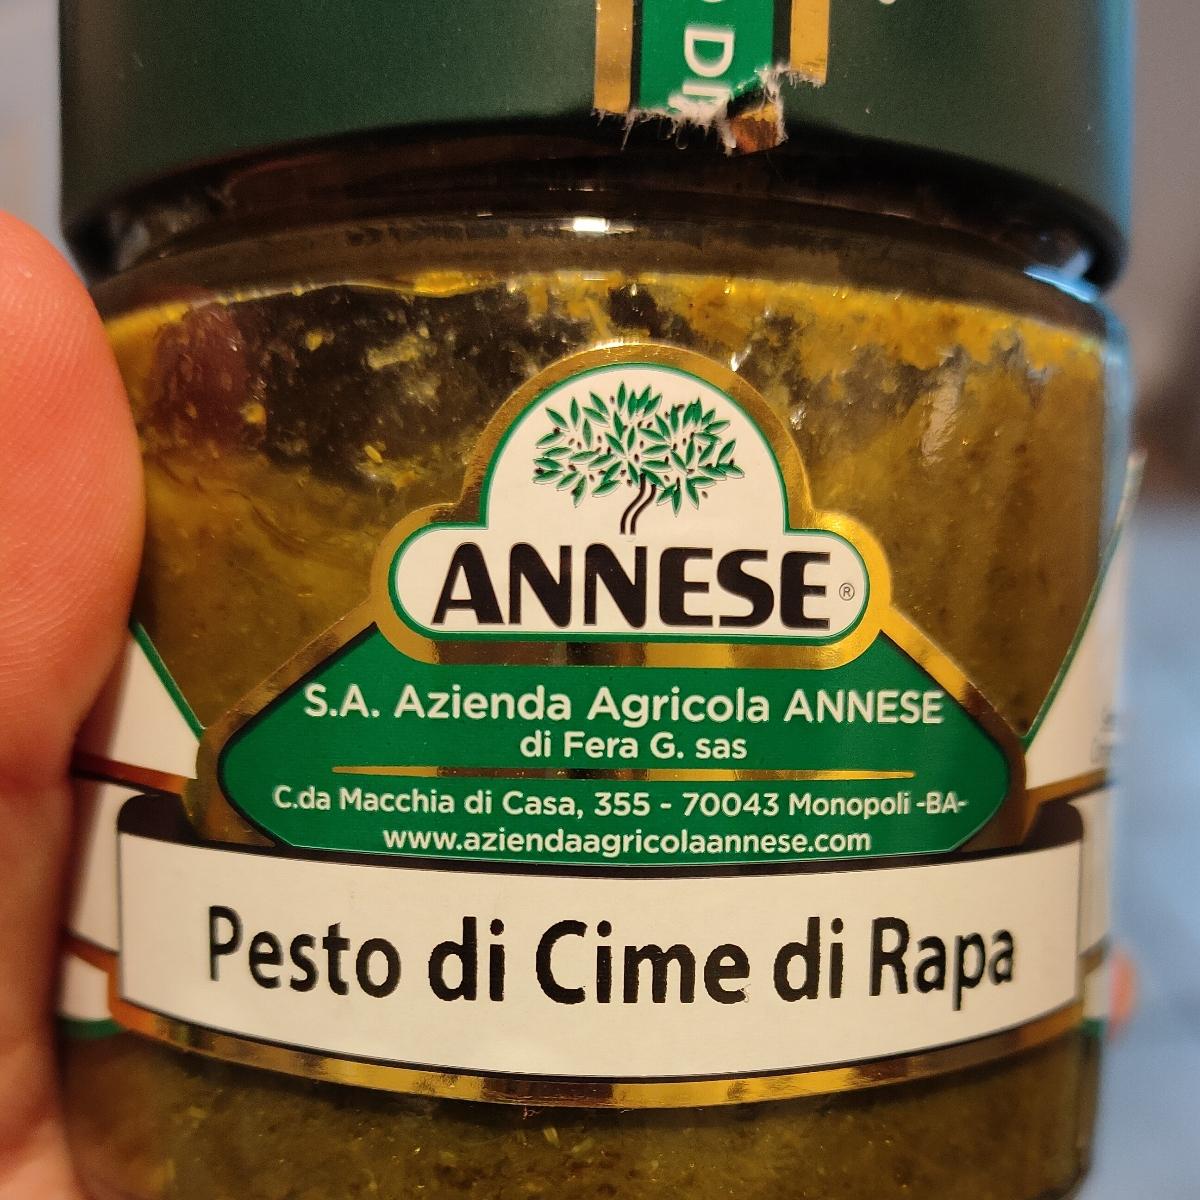 ANNESE®
S.A. Azienda Agricola ANNESE
di Fera G. sas
C.da Macchia di Casa, 355 - 70043 Monopoli -BA-
www.aziendaagricolaannese.com
Pesto di Cime di Rapa